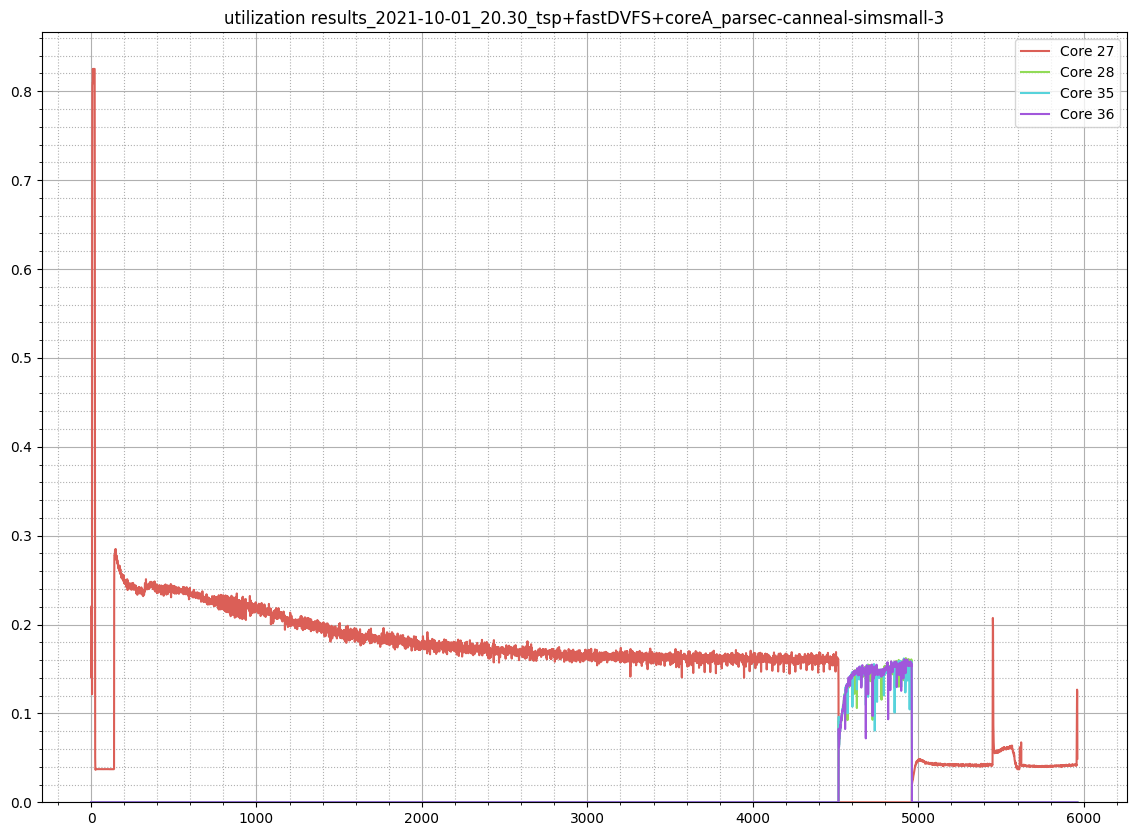 utilization results_2021-10-01_20.30_tsp+fastDVFS+coreA_parsec-canneal-simsmall-3
Core 27
Core 28
Core 35
Core 36
0.8
0.7
0.6
0.5
0.4
0.3
0.2
0.1
0.0
0 1000 2000 3000 4000 5000 6000